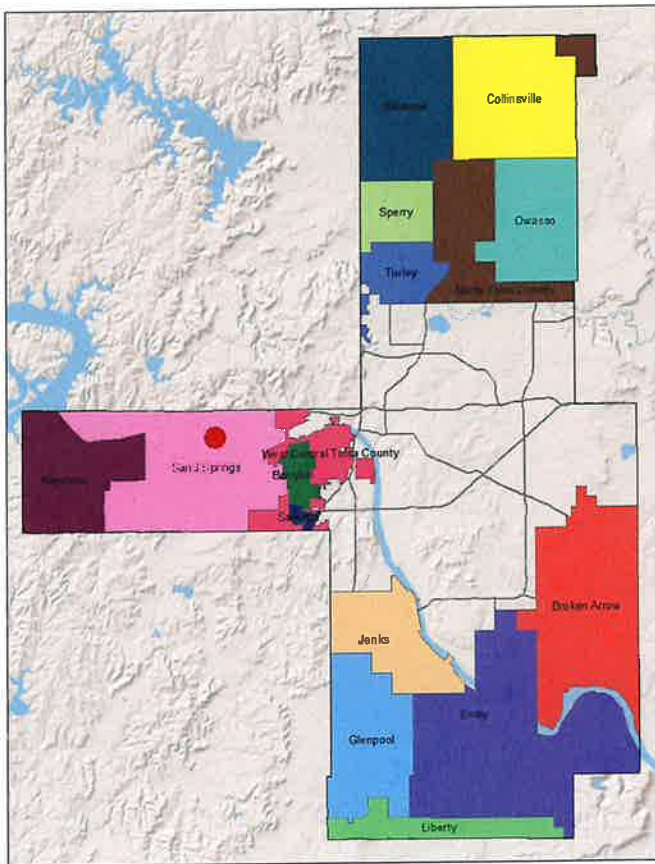 Collinsville
Skiatook
Sperry
Owasso
Turley
North Tulsa County
West Central Tulsa County
Sand Springs
Keystone
Berryhill
Broken Arrow
Jenks
Bixby
Glenpool
Liberty